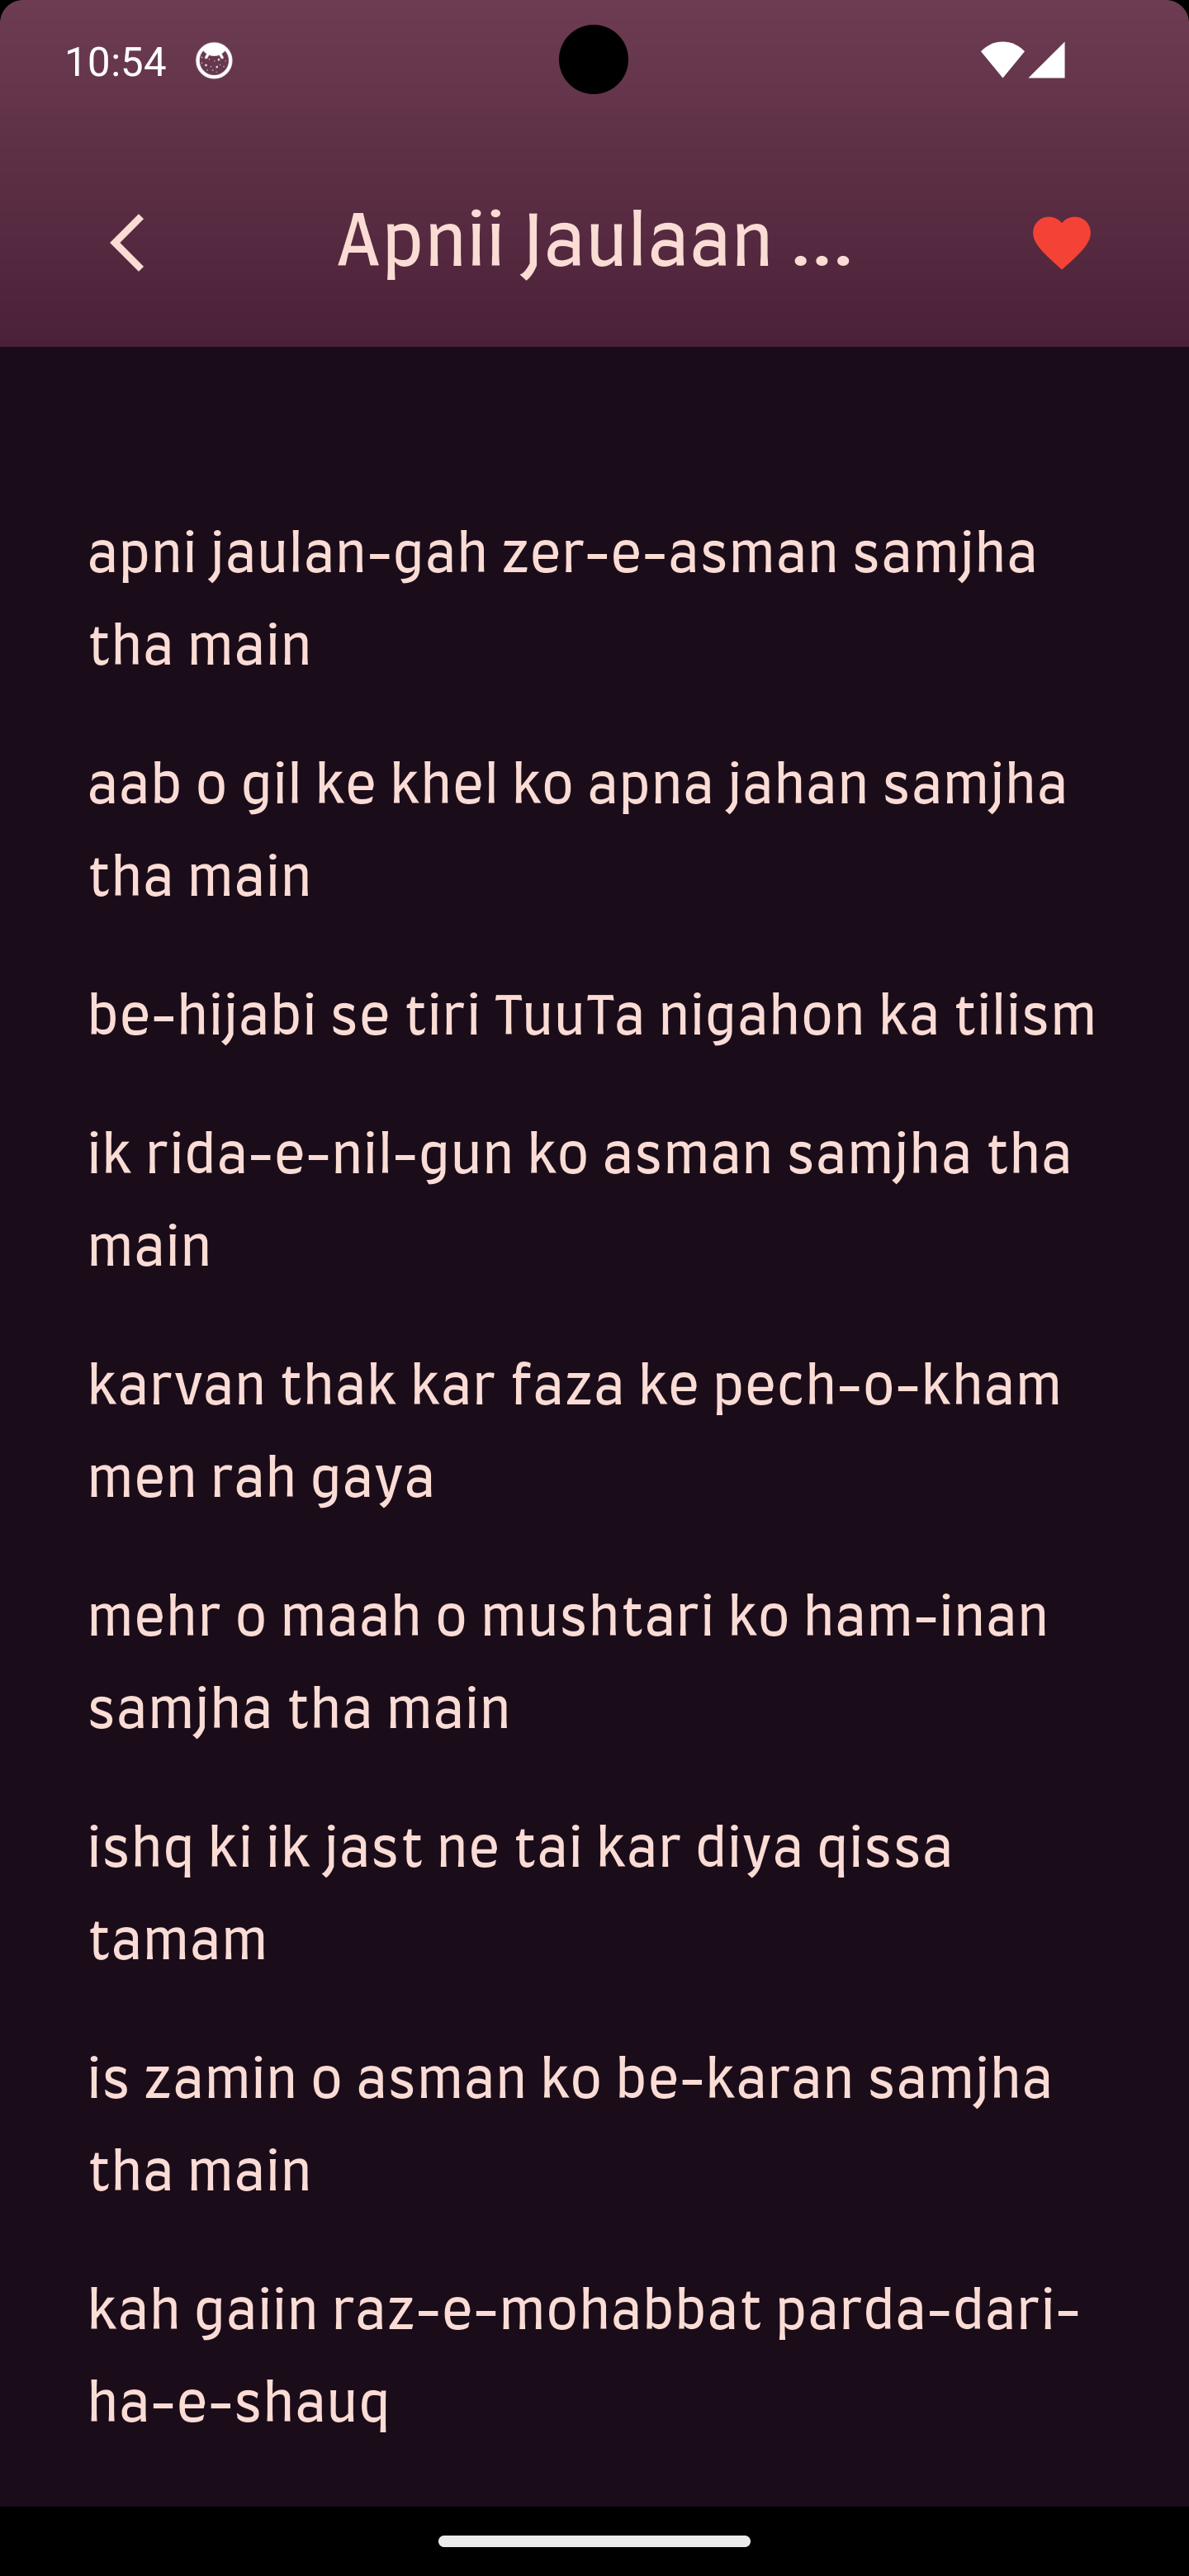 10:54
Apnii Jaulaan ...
apni jaulan-gah zer-e-asman samjha
tha main
aab o gil ke khel ko apna jahan samjha
tha main
be-hijabi se tiri TuuTa nigahon ka tilism
ik rida-e-nil-gun ko asman samjha tha
main
karvan thak kar faza ke pech-o-kham
men rah gaya
mehr o maah o mushtari ko ham-inan
samjha tha main
ishq ki ik jast ne tai kar diya qissa
tamam
is zamin o asman ko be-karan samjha
tha main
kah gaiin raz-e-mohabbat parda-dari-
ha-e-shauq